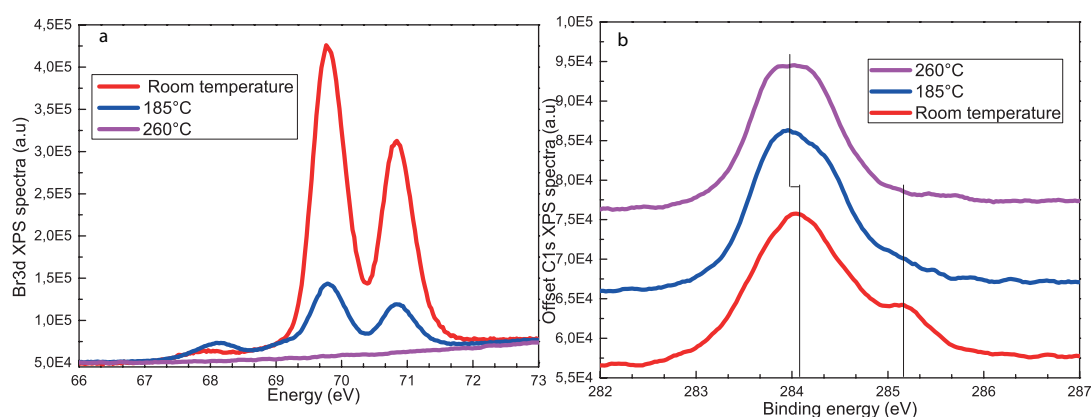 a
Br3d XPS spectra (a.u)
4,5E5
4,0E5
3,5E5
3,0E5
2,5E5
2,0E5
1,5E5
1,0E5
5,0E4
Room temperature
185°C
260°C
66 67 68 69 70 71 72 73
Energy (eV)
b
Offset C1s XPS spectra (a.u)
1,0E5
9,5E4
9,0E4
8,5E4
8,0E4
7,5E4
7,0E4
6,5E4
6,0E4
5,5E4
260°C
185°C
Room temperature
282 283 284 285 286 287
Binding energy (eV)